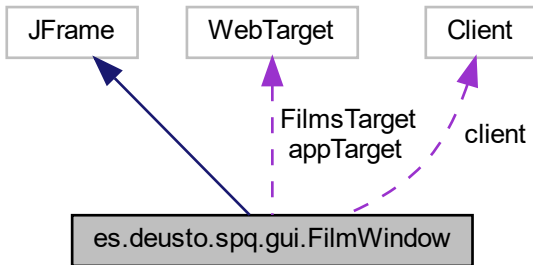 JFrame
WebTarget
Client
FilmsTarget
appTarget
client
es.deusto.spq.gui.FilmWindow